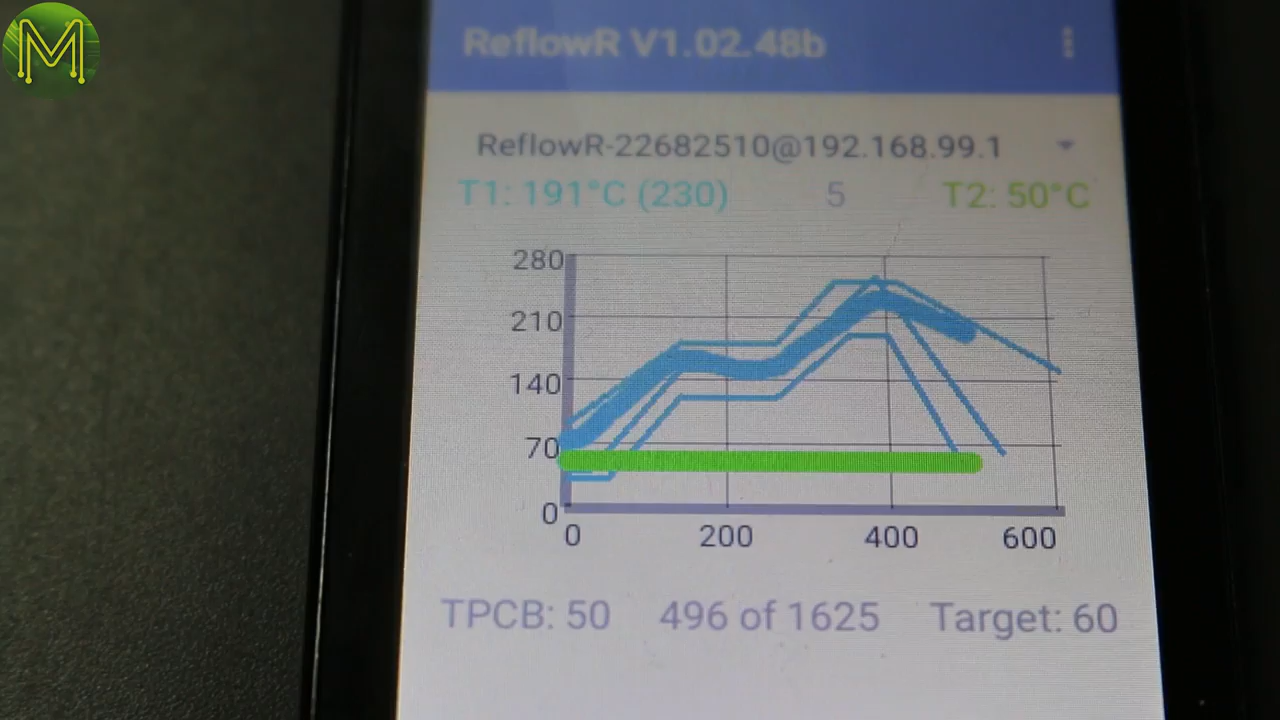 M
ReflowR V1.02.48b
ReflowR-22682510@192.168.99.1
T1: 191°C (230) 5 T2: 50°C
280
210
140
70
0
0 200 400 600
TPCB: 50 496 of 1625 Target: 60